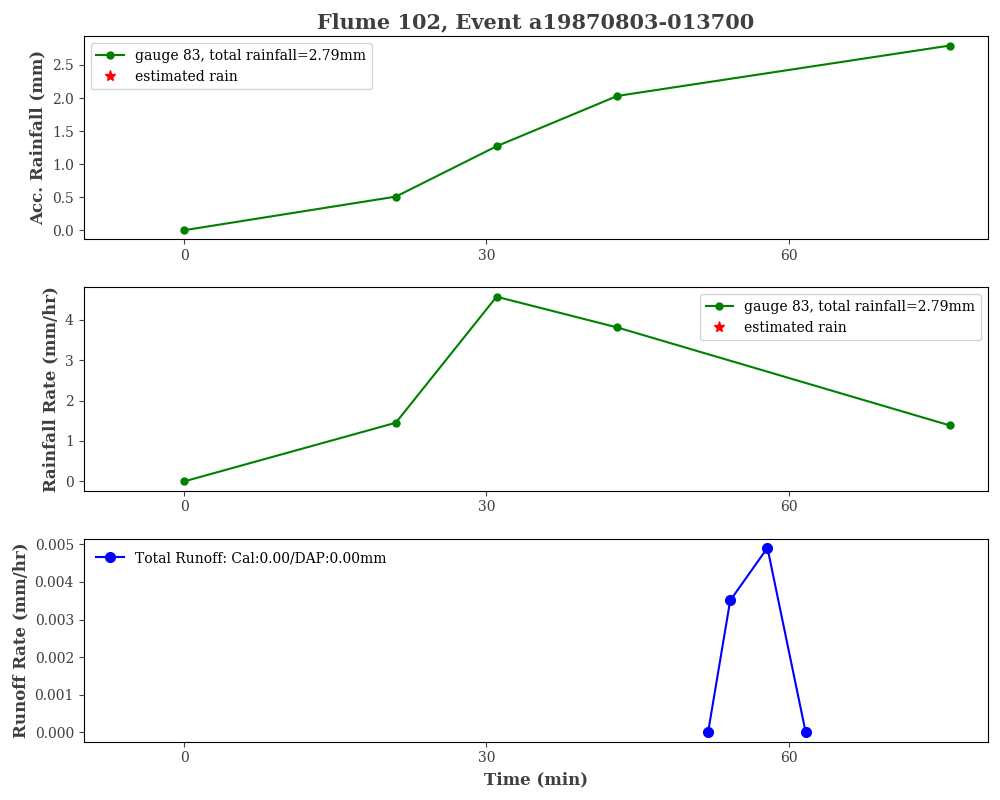 Flume 102, Event a19870803-013700
Acc. Rainfall (mm)
2.5
2.0
1.5
1.0
0.5
0.0
gauge 83, total rainfall=2.79mm
estimated rain
0 30 60
Rainfall Rate (mm/hr)
4
3
2
1
0
gauge 83, total rainfall=2.79mm
estimated rain
0 30 60
Runoff Rate (mm/hr)
0.005
0.004
0.003
0.002
0.001
0.000
Total Runoff: Cal:0.00/DAP:0.00mm
0 30 60
Time (min)